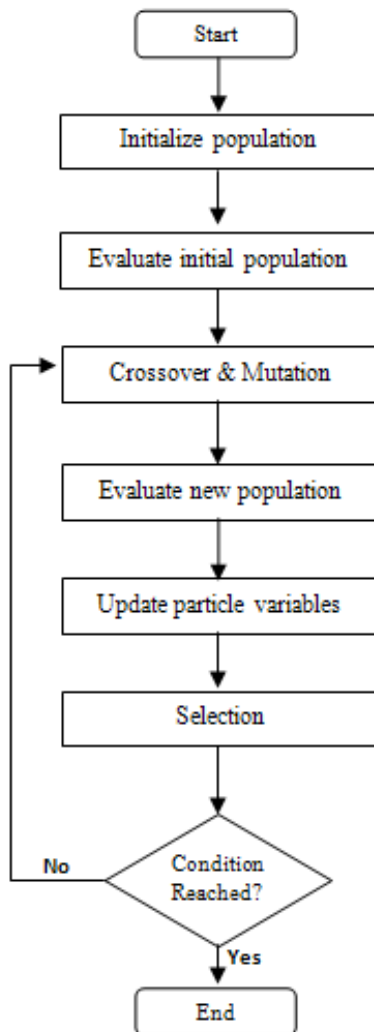 Start
Initialize population
Evaluate initial population
Crossover & Mutation
Evaluate new population
Update particle variables
Selection
Condition
Reached?
No
Yes
End